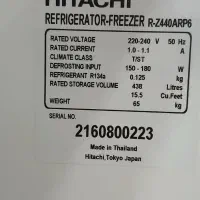 HITACHI
REFRIGERATOR-FREEZER R-Z440ARP6
RATED VOLTAGE 220-240 V 50 Hz
RATED CURRENT 1.0 - 1.1 A
CLIMATE CLASS T/ST
DEFROSTING INPUT 150 - 180 W
REFRIGERANT R134a 0.125 kg
RATED STORAGE VOLUME 438 Litres
15.5 Cu.Feet
WEIGHT 65 kg
SERIAL NO.
2160800223
Made in Thailand
Hitachi,Tokyo Japan